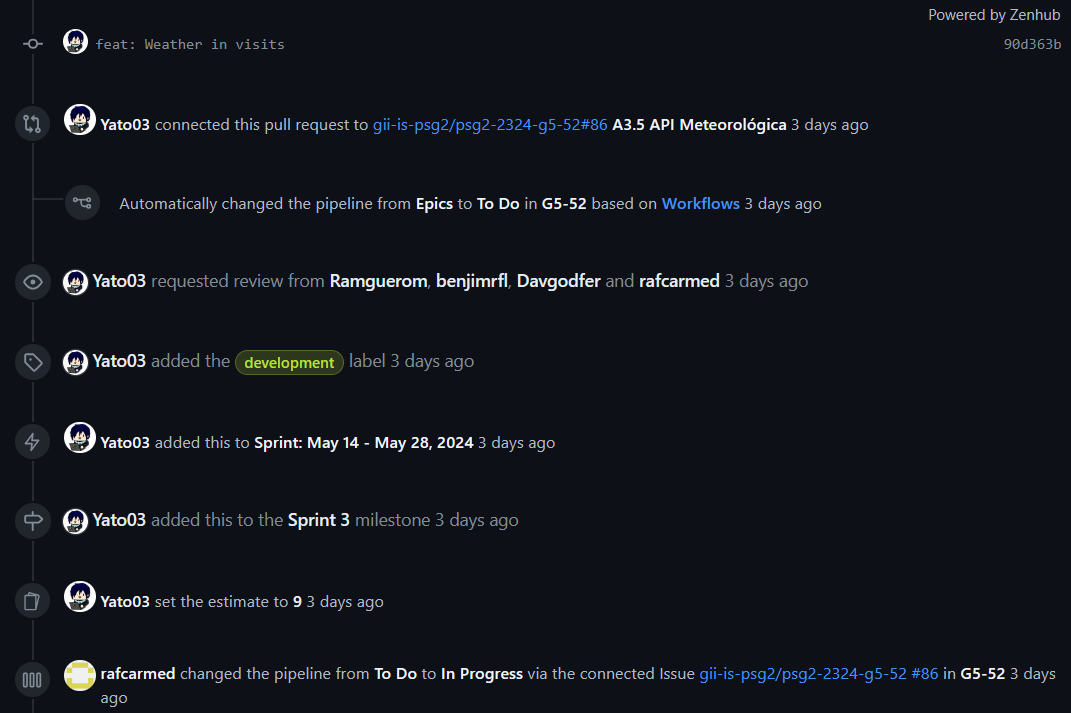 Powered by Zenhub
feat: Weather in visits 90d363b
Yato03 connected this pull request to gii-is-psg2/psg2-2324-g5-52#86 A3.5 API Meteorológica 3 days ago
Automatically changed the pipeline from Epics to To Do in G5-52 based on Workflows 3 days ago
Yato03 requested review from Ramguerom, benjimrfl, Davgodfer and rafcarmed 3 days ago
Yato03 added the development label 3 days ago
Yato03 added this to Sprint: May 14 - May 28, 2024 3 days ago
Yato03 added this to the Sprint 3 milestone 3 days ago
Yato03 set the estimate to 9 3 days ago
rafcarmed changed the pipeline from To Do to In Progress via the connected Issue gii-is-psg2/psg2-2324-g5-52 #86 in G5-52 3 days
ago